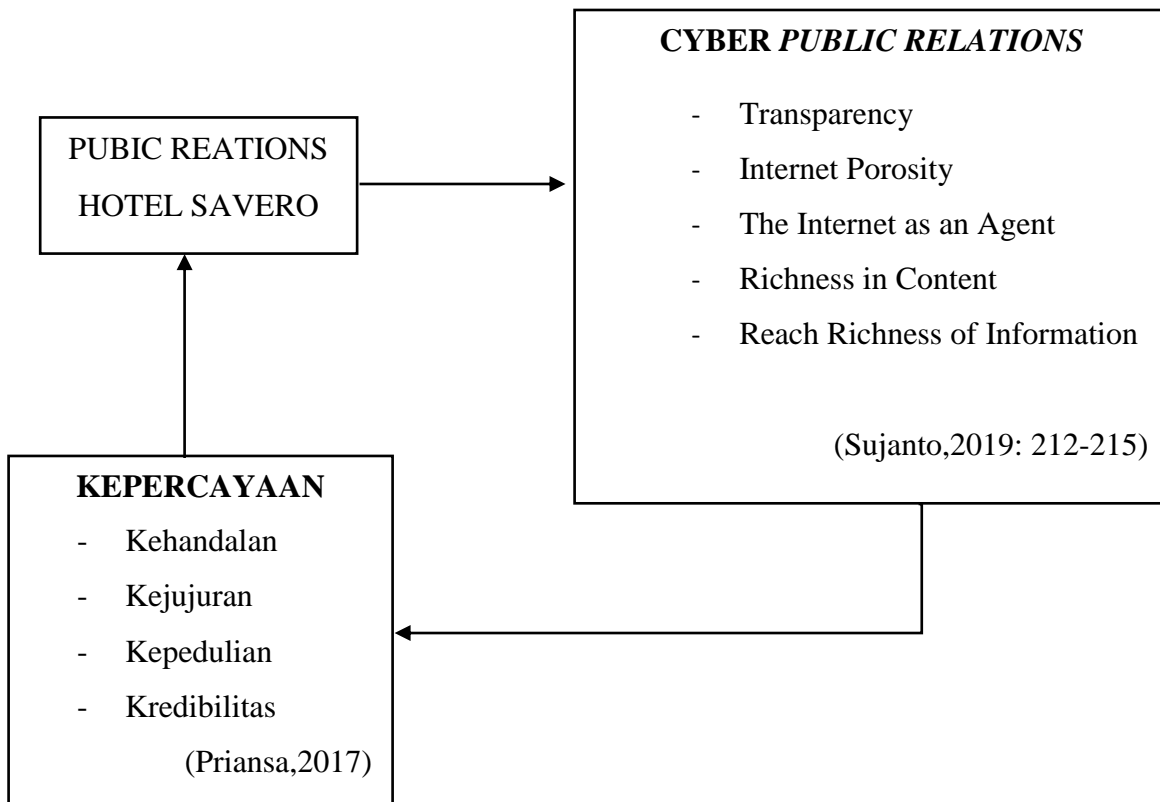 CYBER PUBLIC RELATIONS
- Transparency
- Internet Porosity
- The Internet as an Agent
- Richness in Content
- Reach Richness of Information
(Sujanto,2019: 212-215)
PUBIC REATIONS
HOTEL SAVERO
KEPERCAYAAN
- Kehandalan
- Kejujuran
- Kepedulian
- Kredibilitas
(Priansa,2017)